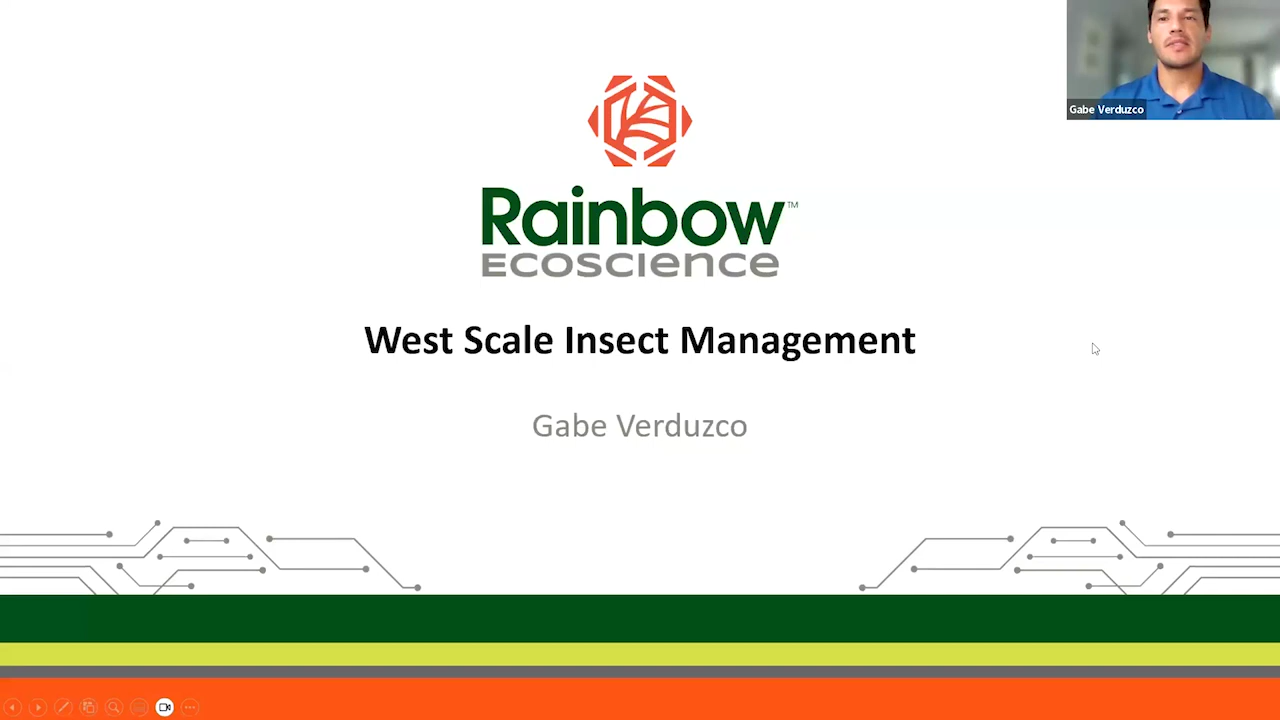 Gabe Verduzco
Rainbow™
Ecoscience
West Scale Insect Management
Gabe Verduzco